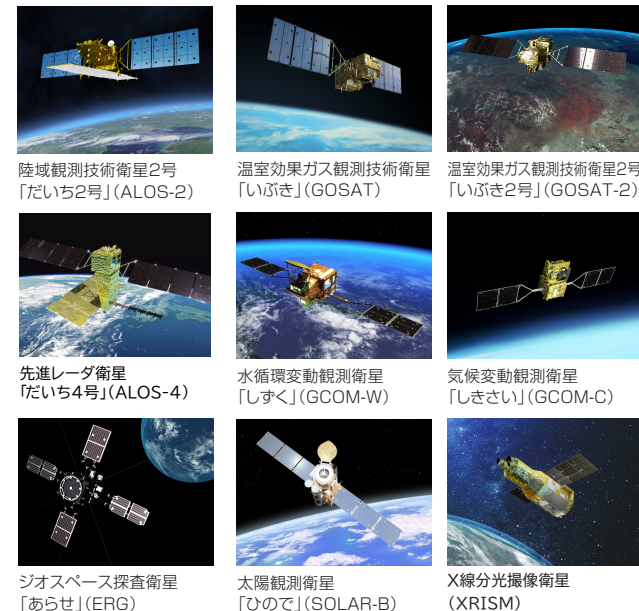 陸域観測技術衛星2号
「だいち2号」(ALOS-2)
温室効果ガス観測技術衛星
「いぶき」(GOSAT)
温室効果ガス観測技術衛星2号
「いぶき2号」(GOSAT-2)
先進レーダ衛星
「だいち4号」(ALOS-4)
水循環変動観測衛星
「しずく」(GCOM-W)
気候変動観測衛星
「しきさい」(GCOM-C)
ジオスペース探査衛星
「あらせ」(ERG)
太陽観測衛星
「ひので」(SOLAR-B)
X線分光撮像衛星
(XRISM)